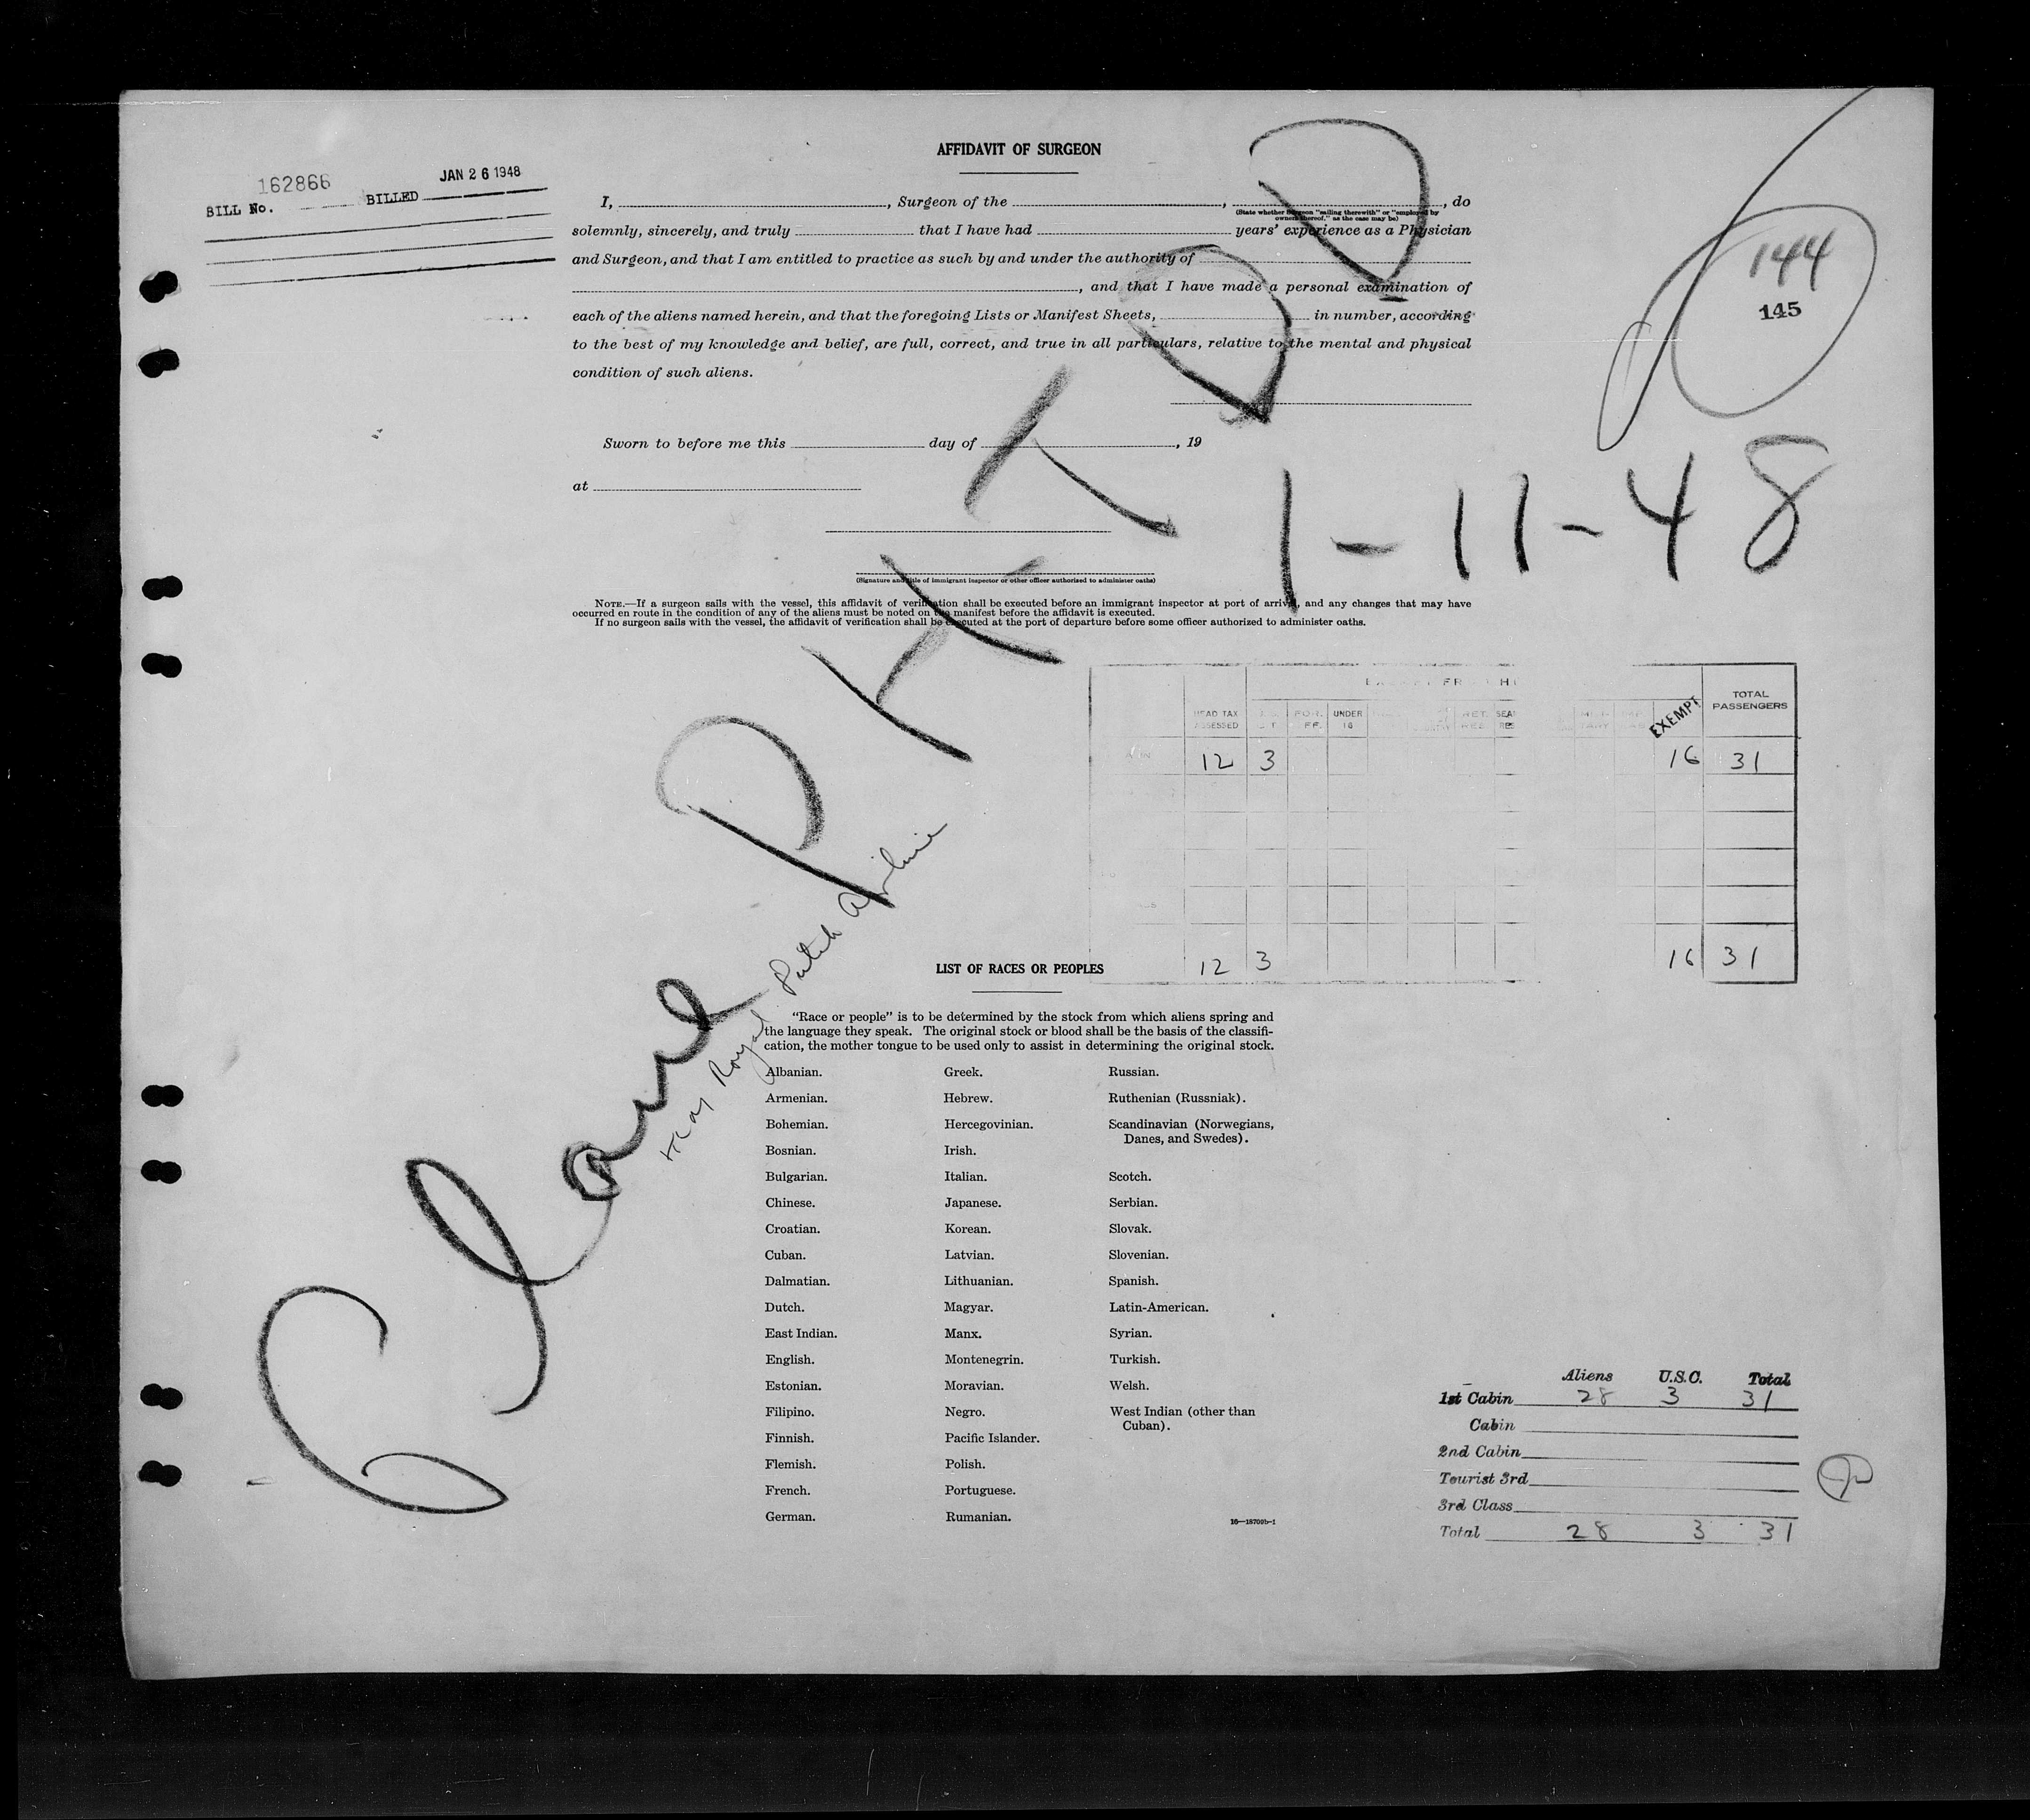 AFFIDAVIT OF SURGEON
162866
JAN 26 1948
BILL No. BILLED
I, , Surgeon of the , , do
(State whether Surgeon "sailing therewith" or "employed by
owners thereof," as the case may be)
solemnly, sincerely, and truly that I have had years' experience as a Physician
and Surgeon, and that I am entitled to practice as such by and under the authority of
, and that I have made a personal examination of
each of the aliens named herein, and that the foregoing Lists or Manifest Sheets, in number, according
to the best of my knowledge and belief, are full, correct, and true in all particulars, relative to the mental and physical
condition of such aliens.
144
145
Sworn to before me this day of , 19
at
1-11-48
(Signature and title of immigrant inspector or other officer authorized to administer oaths)
NOTE.—If a surgeon sails with the vessel, this affidavit of verification shall be executed before an immigrant inspector at port of arrival, and any changes that may have
occurred en route in the condition of any of the aliens must be noted on the manifest before the affidavit is executed.
If no surgeon sails with the vessel, the affidavit of verification shall be executed at the port of departure before some officer authorized to administer oaths.
Plane PHTDD
KLM Royal Dutch Airline
HEAD TAX ASSESSED UNDER 16 EXEMPT TOTAL PASSENGERS
12 3 16 31
12 3 16 31
LIST OF RACES OR PEOPLES
"Race or people" is to be determined by the stock from which aliens spring and
the language they speak. The original stock or blood shall be the basis of the classifi-
cation, the mother tongue to be used only to assist in determining the original stock.
Albanian. Greek. Russian.
Armenian. Hebrew. Ruthenian (Russniak).
Bohemian. Hercegovinian. Scandinavian (Norwegians,
Danes, and Swedes).
Bosnian. Irish.
Bulgarian. Italian. Scotch.
Chinese. Japanese. Serbian.
Croatian. Korean. Slovak.
Cuban. Latvian. Slovenian.
Dalmatian. Lithuanian. Spanish.
Dutch. Magyar. Latin-American.
East Indian. Manx. Syrian.
English. Montenegrin. Turkish.
Estonian. Moravian. Welsh.
Filipino. Negro. West Indian (other than
Cuban).
Finnish. Pacific Islander.
Flemish. Polish.
French. Portuguese.
German. Rumanian.
16—18709b-1
Aliens U.S.C. Total
1st Cabin 28 3 31
Cabin
2nd Cabin
Tourist 3rd
3rd Class
Total 28 3 31